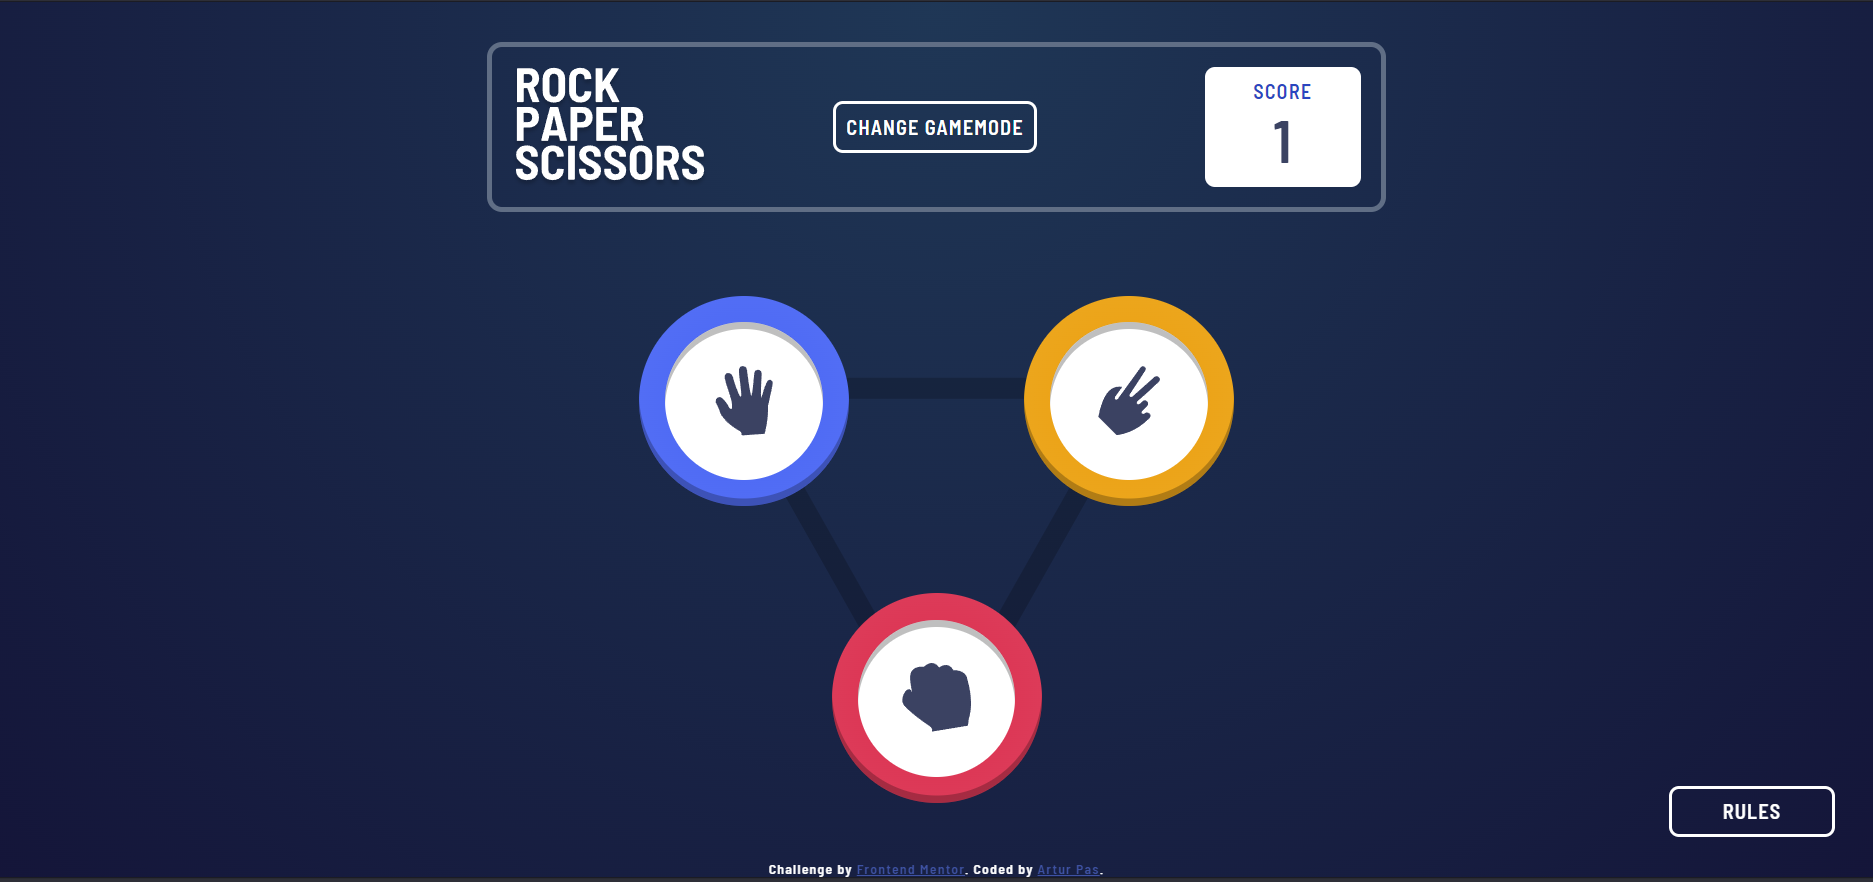 ROCK
PAPER
SCISSORS
CHANGE GAMEMODE
SCORE
1
RULES
Challenge by Frontend Mentor. Coded by Artur Pas.